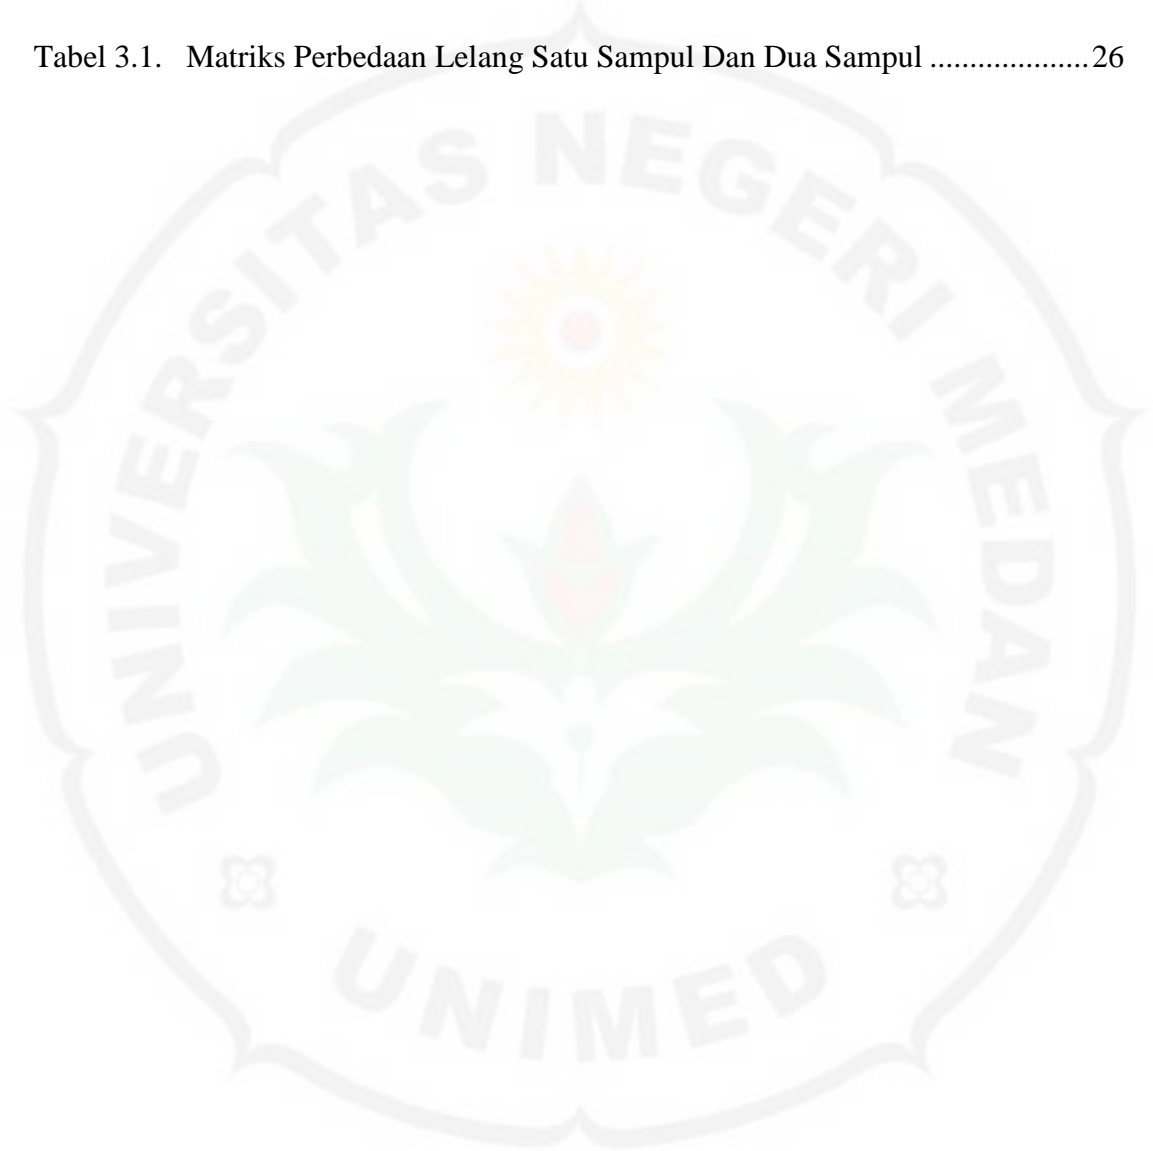 Tabel 3.1. Matriks Perbedaan Lelang Satu Sampul Dan Dua Sampul ....................26
UNIVERSITAS NEGERI MEDAN
UNIMED